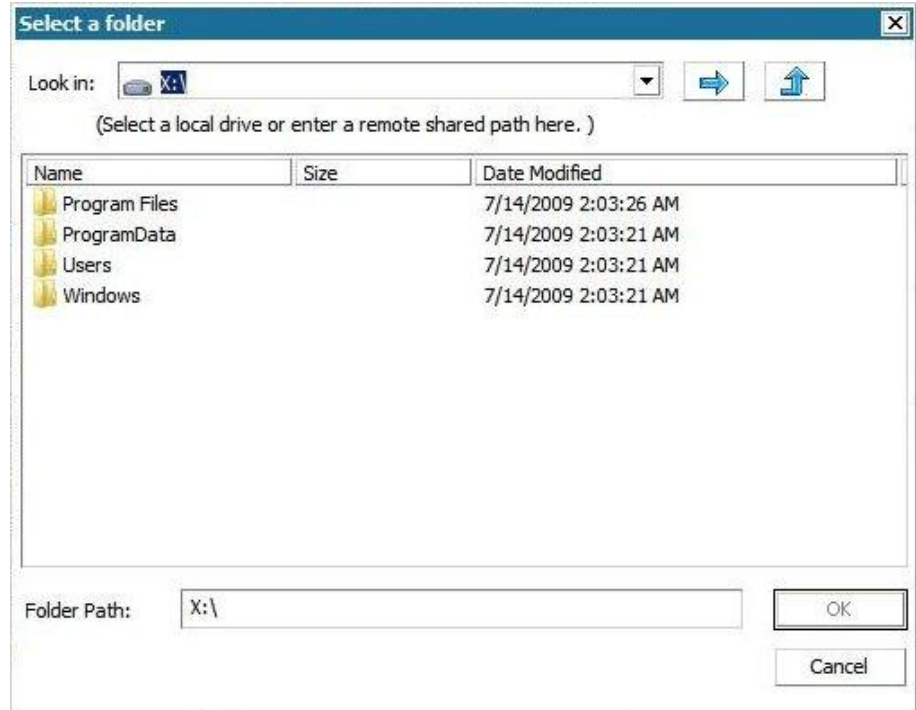 Select a folder
Look in: X:\
(Select a local drive or enter a remote shared path here. )
Name Size Date Modified
Program Files 7/14/2009 2:03:26 AM
ProgramData 7/14/2009 2:03:21 AM
Users 7/14/2009 2:03:21 AM
Windows 7/14/2009 2:03:21 AM
Folder Path: X:\ OK
Cancel